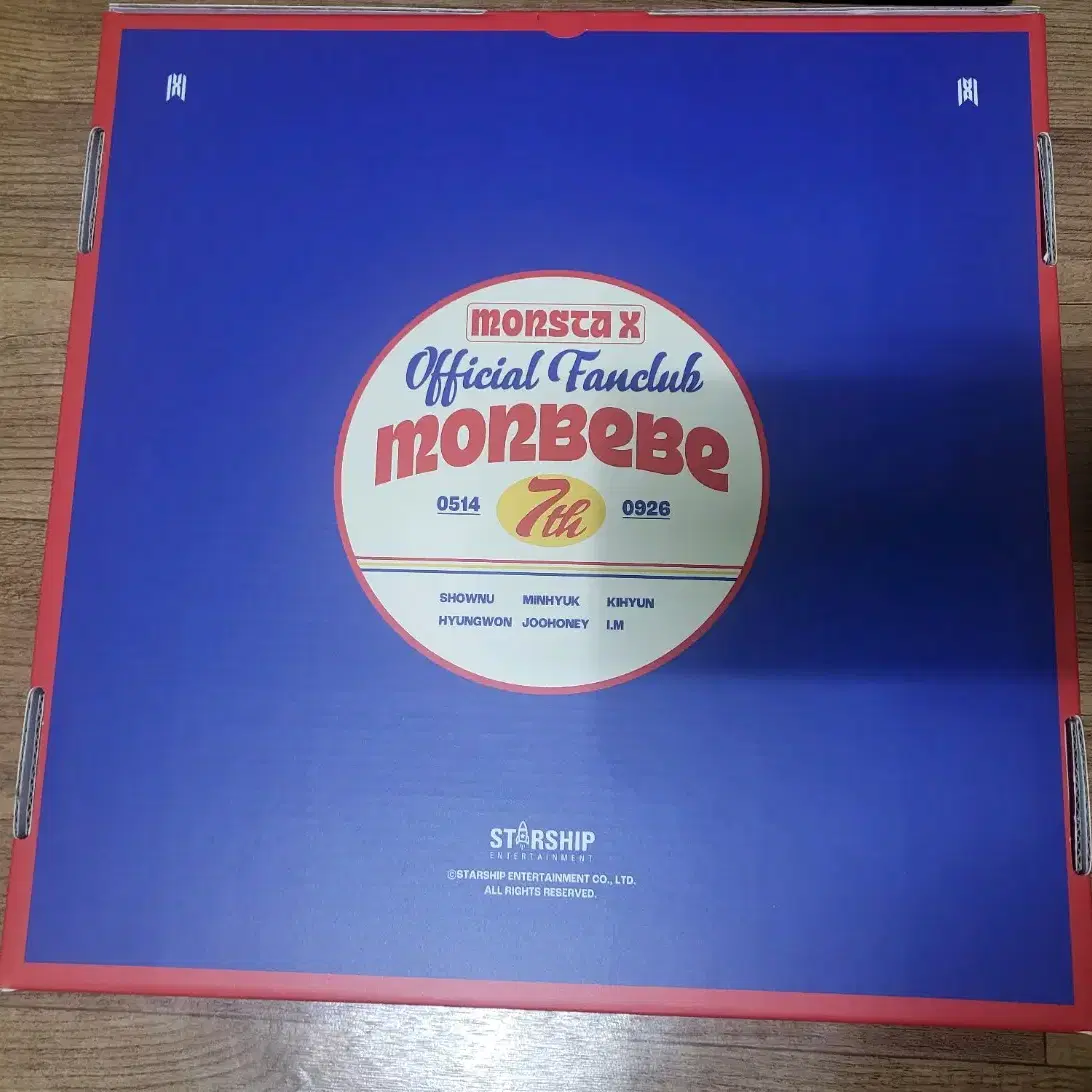 MONSTA X
Official Fanclub
MONBEBE
0514 7th 0926
SHOWNU MINHYUK KIHYUN
HYUNGWON JOOHONEY I.M
STARSHIP
ENTERTAINMENT
©STARSHIP ENTERTAINMENT CO., LTD.
ALL RIGHTS RESERVED.